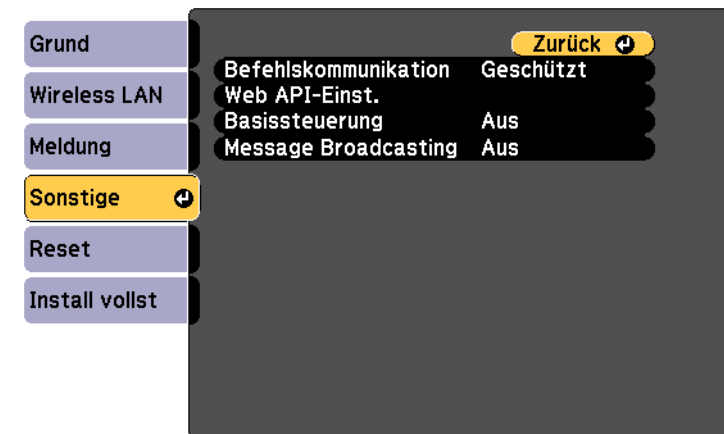 Grund
Wireless LAN
Meldung
Sonstige
Reset
Install vollst
Zurück
Befehlskommunikation Geschützt
Web API-Einst.
Basissteuerung Aus
Message Broadcasting Aus